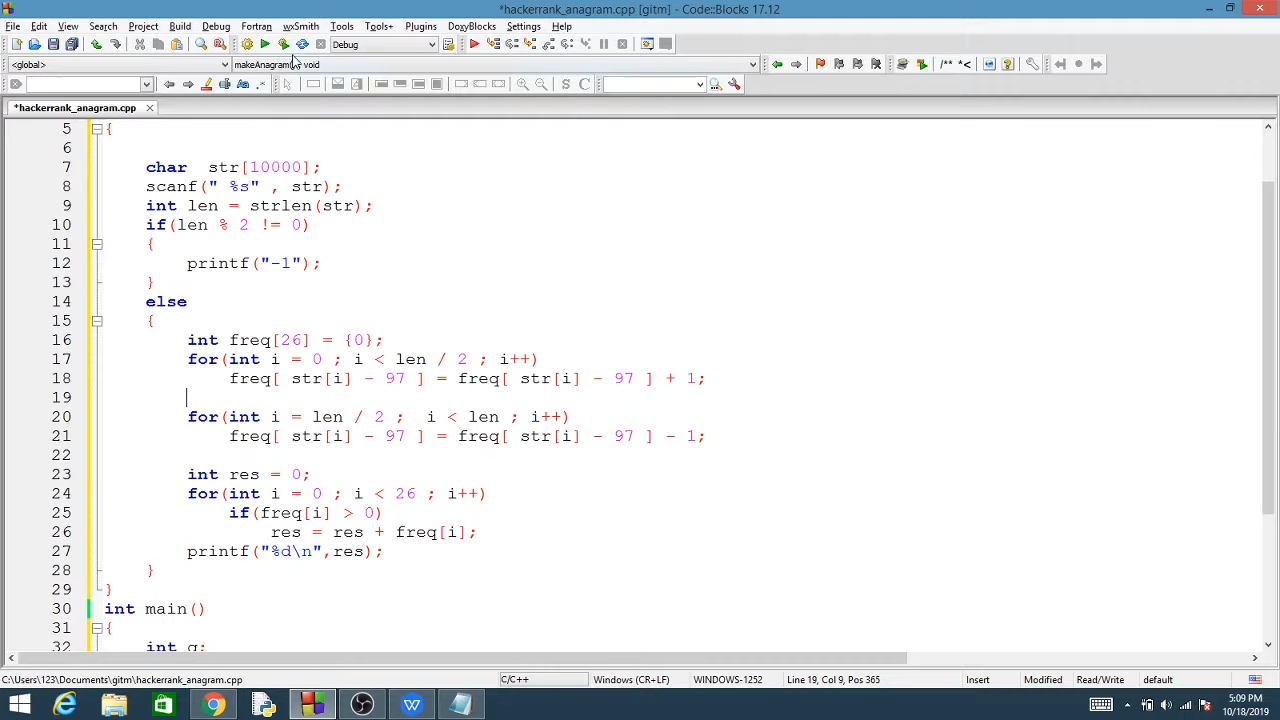 *hackerrank_anagram.cpp [gitm] - Code::Blocks 17.12
File Edit View Search Project Build Debug Fortran wxSmith Tools Tools+ Plugins DoxyBlocks Settings Help
Debug
<global>
makeAnagram() : void
/** *<
*hackerrank_anagram.cpp
5 {
6
7 char  str[10000];
8 scanf(" %s" , str);
9 int len = strlen(str);
10 if(len % 2 != 0)
11 {
12 printf("-1");
13 }
14 else
15 {
16 int freq[26] = {0};
17 for(int i = 0 ; i < len / 2 ; i++)
18 freq[ str[i] - 97 ] = freq[ str[i] - 97 ] + 1;
19
20 for(int i = len / 2 ;  i < len ; i++)
21 freq[ str[i] - 97 ] = freq[ str[i] - 97 ] - 1;
22
23 int res = 0;
24 for(int i = 0 ; i < 26 ; i++)
25 if(freq[i] > 0)
26 res = res + freq[i];
27 printf("%d\n",res);
28 }
29 }
30 int main()
31 {
32 int q;
C:\Users\123\Documents\gitm\hackerrank_anagram.cpp C/C++ Windows (CR+LF) WINDOWS-1252 Line 19, Col 9, Pos 365 Insert Modified Read/Write default
5:09 PM
10/18/2019